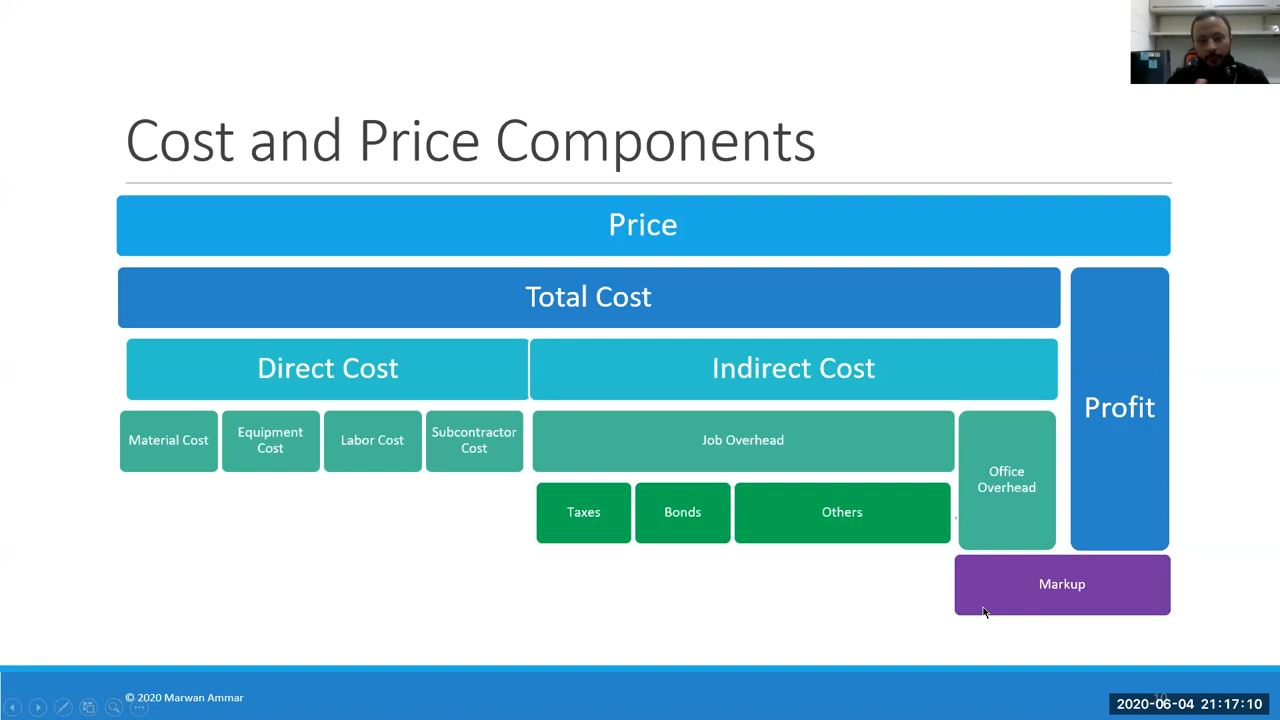 Cost and Price Components
Price
Total Cost
Profit
Direct Cost
Indirect Cost
Material Cost
Equipment
Cost
Labor Cost
Subcontractor
Cost
Job Overhead
Office
Overhead
Taxes
Bonds
Others
Markup
© 2020 Marwan Ammar
2020-06-04 21:17:10